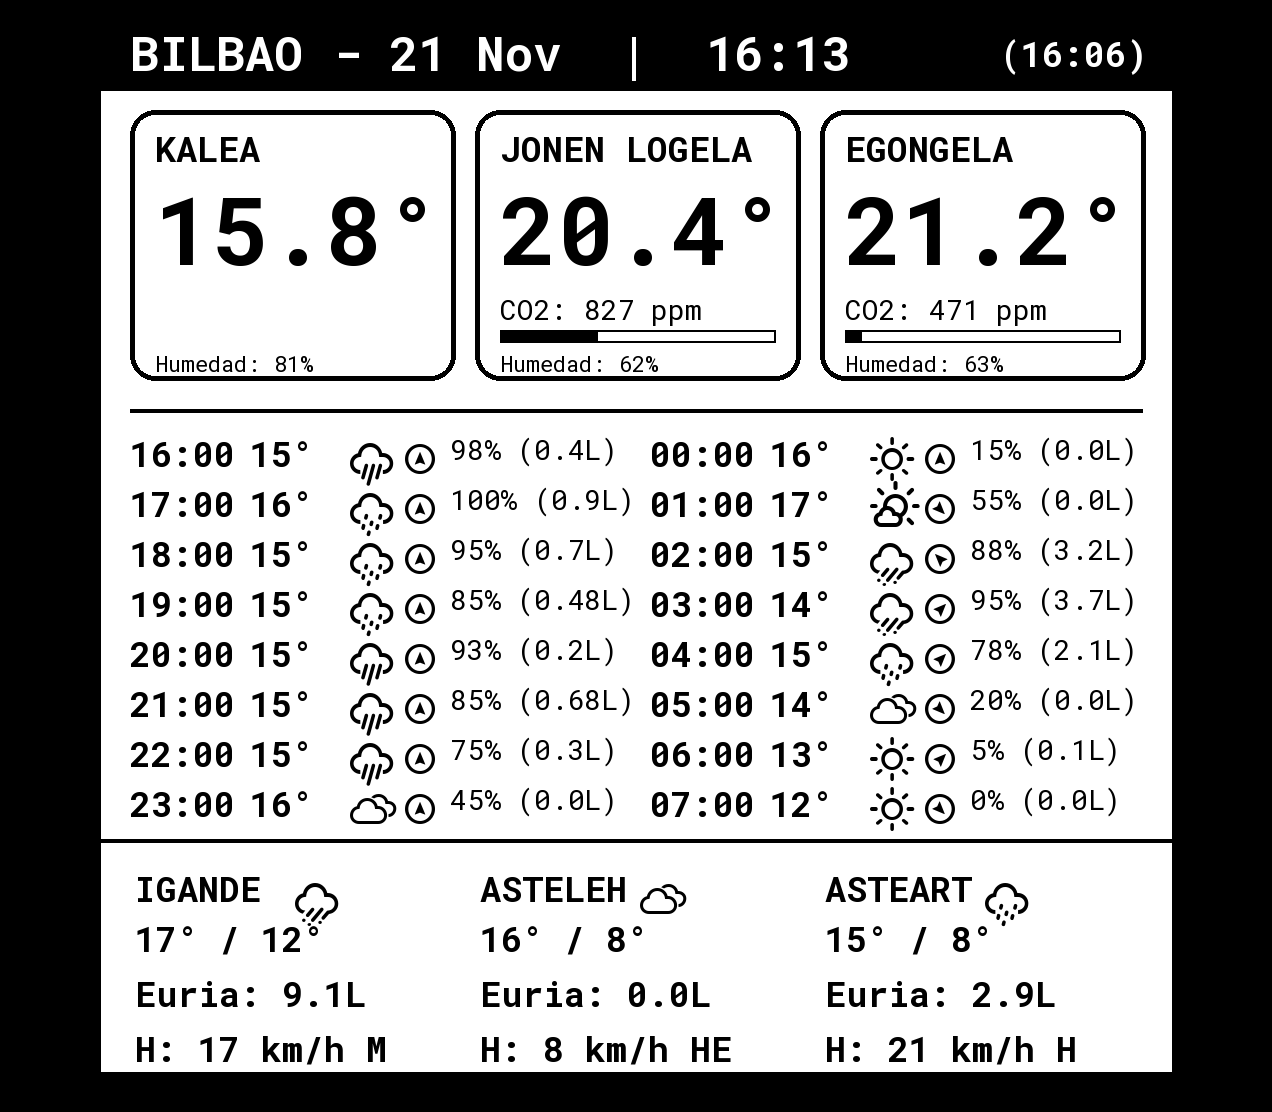 BILBAO - 21 Nov | 16:13 (16:06)
KALEA
15.8°
Humedad: 81%
JONEN LOGELA
20.4°
CO2: 827 ppm
Humedad: 62%
EGONGELA
21.2°
CO2: 471 ppm
Humedad: 63%
16:00 15° 98% (0.4L)
17:00 16° 100% (0.9L)
18:00 15° 95% (0.7L)
19:00 15° 85% (0.48L)
20:00 15° 93% (0.2L)
21:00 15° 85% (0.68L)
22:00 15° 75% (0.3L)
23:00 16° 45% (0.0L)
00:00 16° 15% (0.0L)
01:00 17° 55% (0.0L)
02:00 15° 88% (3.2L)
03:00 14° 95% (3.7L)
04:00 15° 78% (2.1L)
05:00 14° 20% (0.0L)
06:00 13° 5% (0.1L)
07:00 12° 0% (0.0L)
IGANDE
17° / 12°
Euria: 9.1L
H: 17 km/h M
ASTELEH
16° / 8°
Euria: 0.0L
H: 8 km/h HE
ASTEART
15° / 8°
Euria: 2.9L
H: 21 km/h H